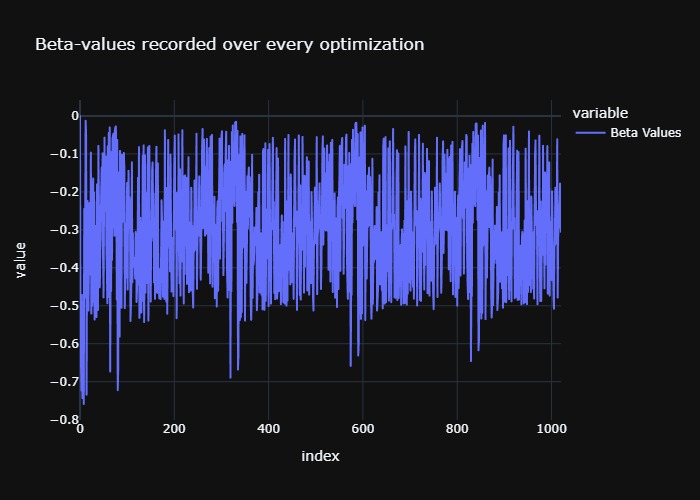 Beta-values recorded over every optimization
variable
Beta Values
0
−0.1
−0.2
−0.3
−0.4
−0.5
−0.6
−0.7
−0.8
value
0 200 400 600 800 1000
index